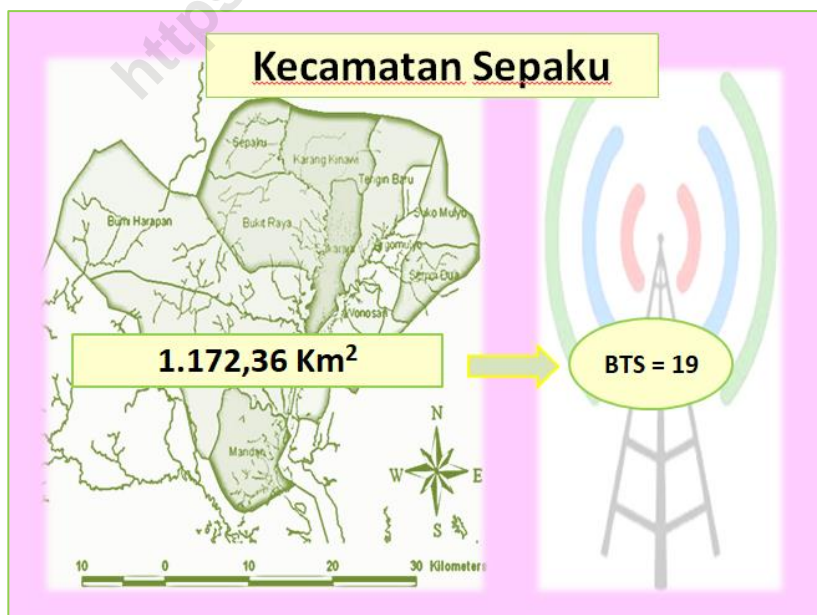 https
Kecamatan Sepaku
Sepaku
Karang Kinawi
Tengin Baru
Bumi Harapan
Bukit Raya
Suko Mulyo
Semoi Dua
1.172,36 Km²
BTS = 19
N
W E
S
10 0 10 20 30 Kilometers